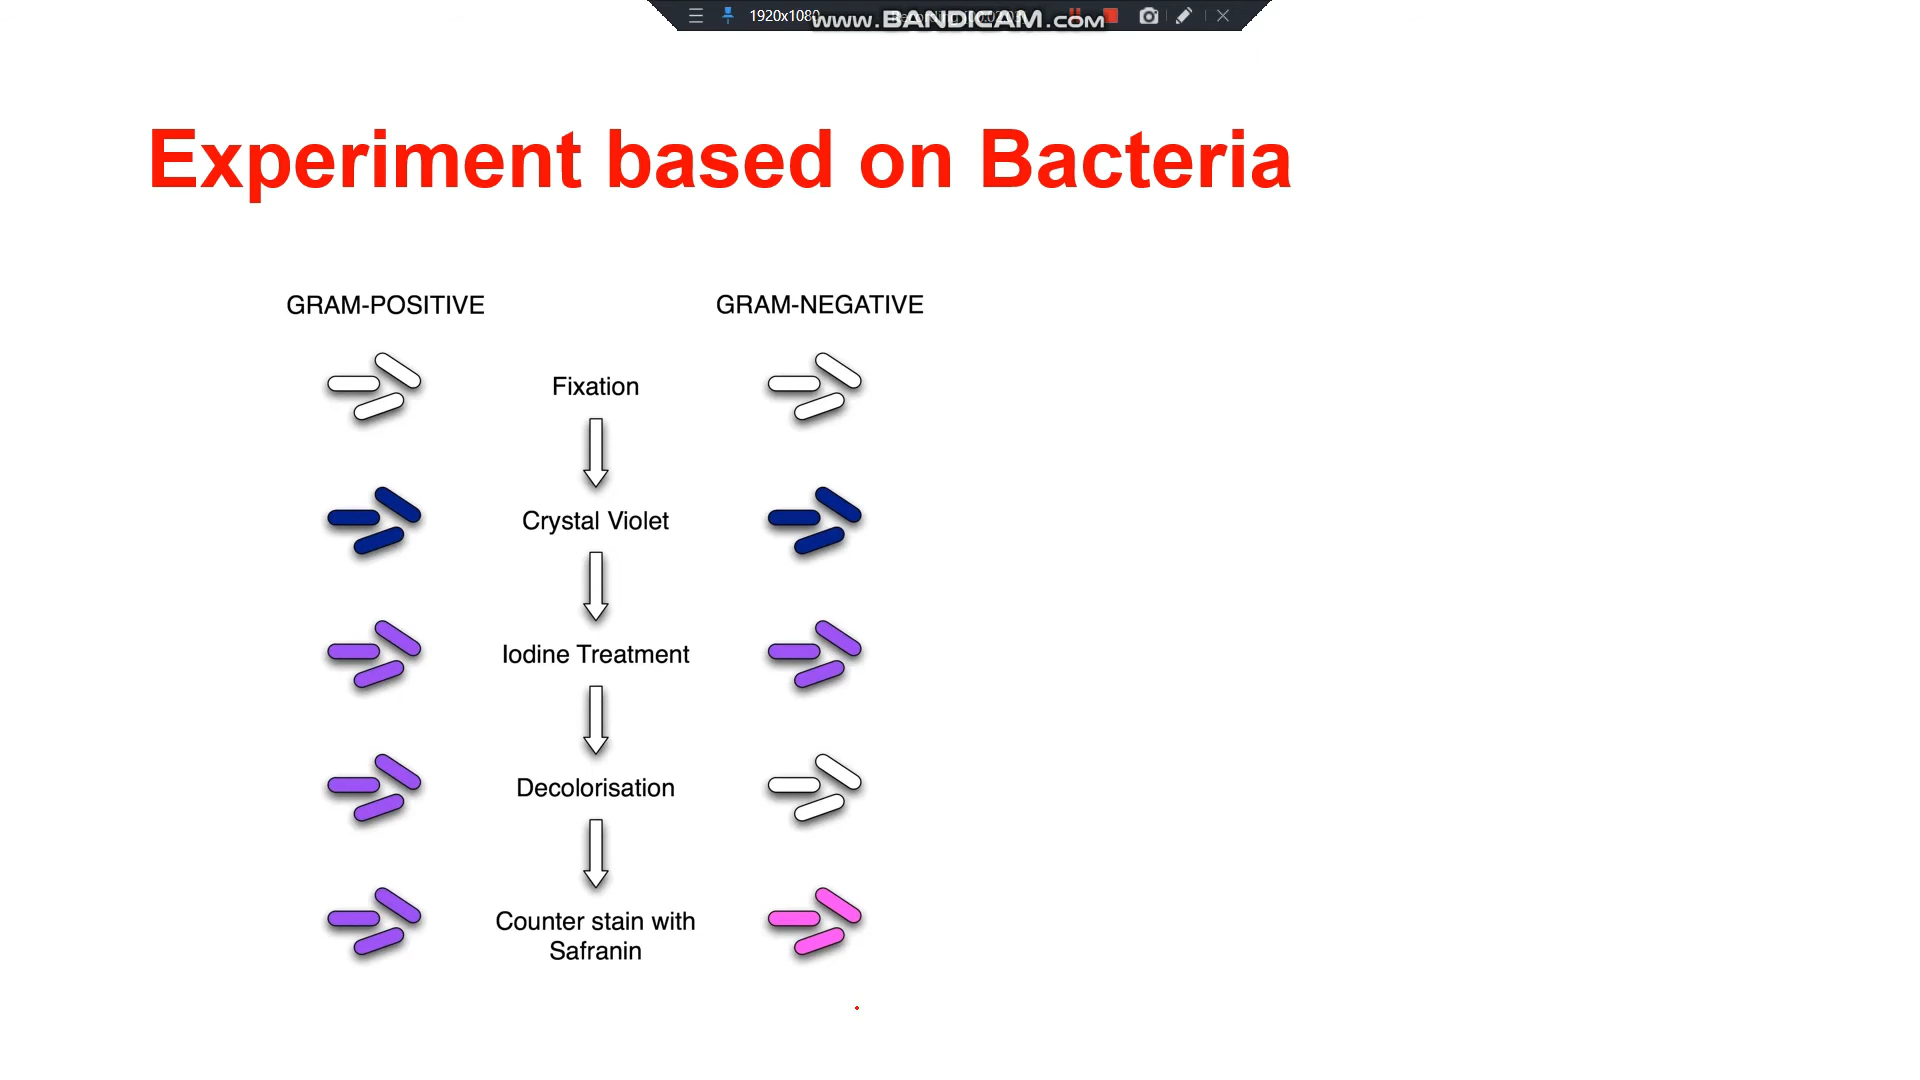 1920x1080
www.BANDICAM.com
Experiment based on Bacteria
GRAM-POSITIVE
GRAM-NEGATIVE
Fixation
Crystal Violet
Iodine Treatment
Decolorisation
Counter stain with
Safranin